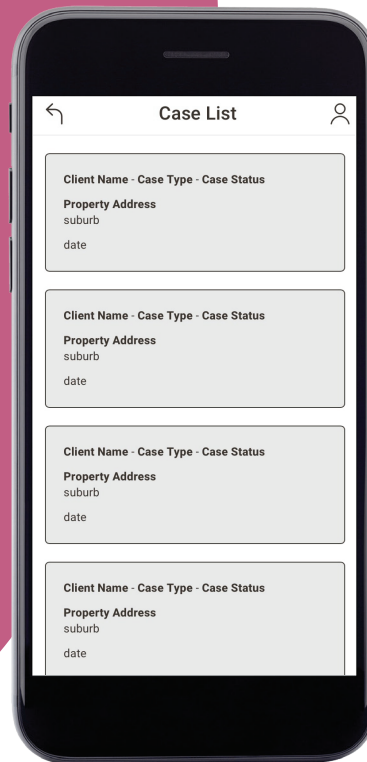 Case List
Client Name - Case Type - Case Status
Property Address
suburb
date
Client Name - Case Type - Case Status
Property Address
suburb
date
Client Name - Case Type - Case Status
Property Address
suburb
date
Client Name - Case Type - Case Status
Property Address
suburb
date